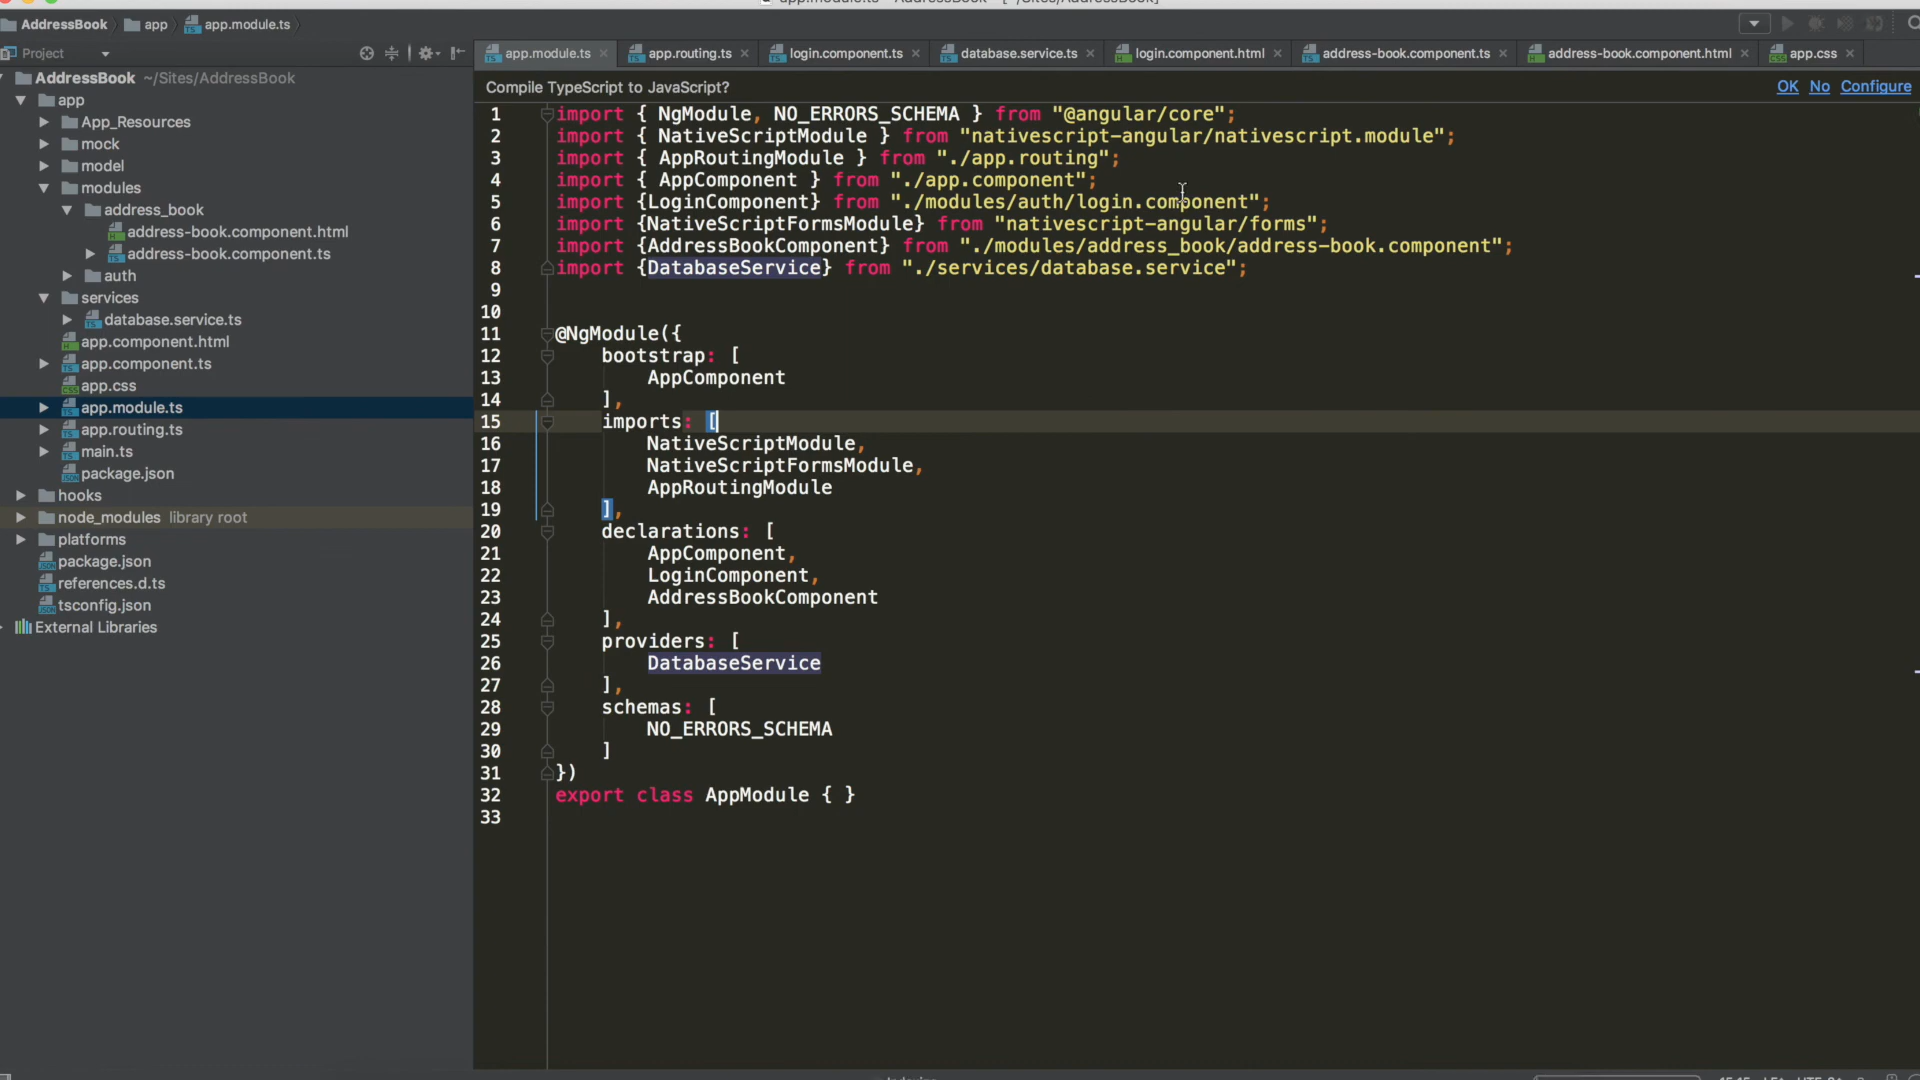 app.module.ts - AddressBook - [~/Sites/AddressBook]
AddressBook app app.module.ts
Project
app.module.ts app.routing.ts login.component.ts database.service.ts login.component.html address-book.component.ts address-book.component.html app.css
AddressBook ~/Sites/AddressBook
app
App_Resources
mock
model
modules
address_book
address-book.component.html
address-book.component.ts
auth
services
database.service.ts
app.component.html
app.component.ts
app.css
app.module.ts
app.routing.ts
main.ts
package.json
hooks
node_modules library root
platforms
package.json
references.d.ts
tsconfig.json
External Libraries
Compile TypeScript to JavaScript? OK No Configure
1 import { NgModule, NO_ERRORS_SCHEMA } from "@angular/core";
2 import { NativeScriptModule } from "nativescript-angular/nativescript.module";
3 import { AppRoutingModule } from "./app.routing";
4 import { AppComponent } from "./app.component";
5 import {LoginComponent} from "./modules/auth/login.component";
6 import {NativeScriptFormsModule} from "nativescript-angular/forms";
7 import {AddressBookComponent} from "./modules/address_book/address-book.component";
8 import {DatabaseService} from "./services/database.service";
9
10
11 @NgModule({
12 bootstrap: [
13 AppComponent
14 ],
15 imports: [
16 NativeScriptModule,
17 NativeScriptFormsModule,
18 AppRoutingModule
19 ],
20 declarations: [
21 AppComponent,
22 LoginComponent,
23 AddressBookComponent
24 ],
25 providers: [
26 DatabaseService
27 ],
28 schemas: [
29 NO_ERRORS_SCHEMA
30 ]
31 })
32 export class AppModule { }
33